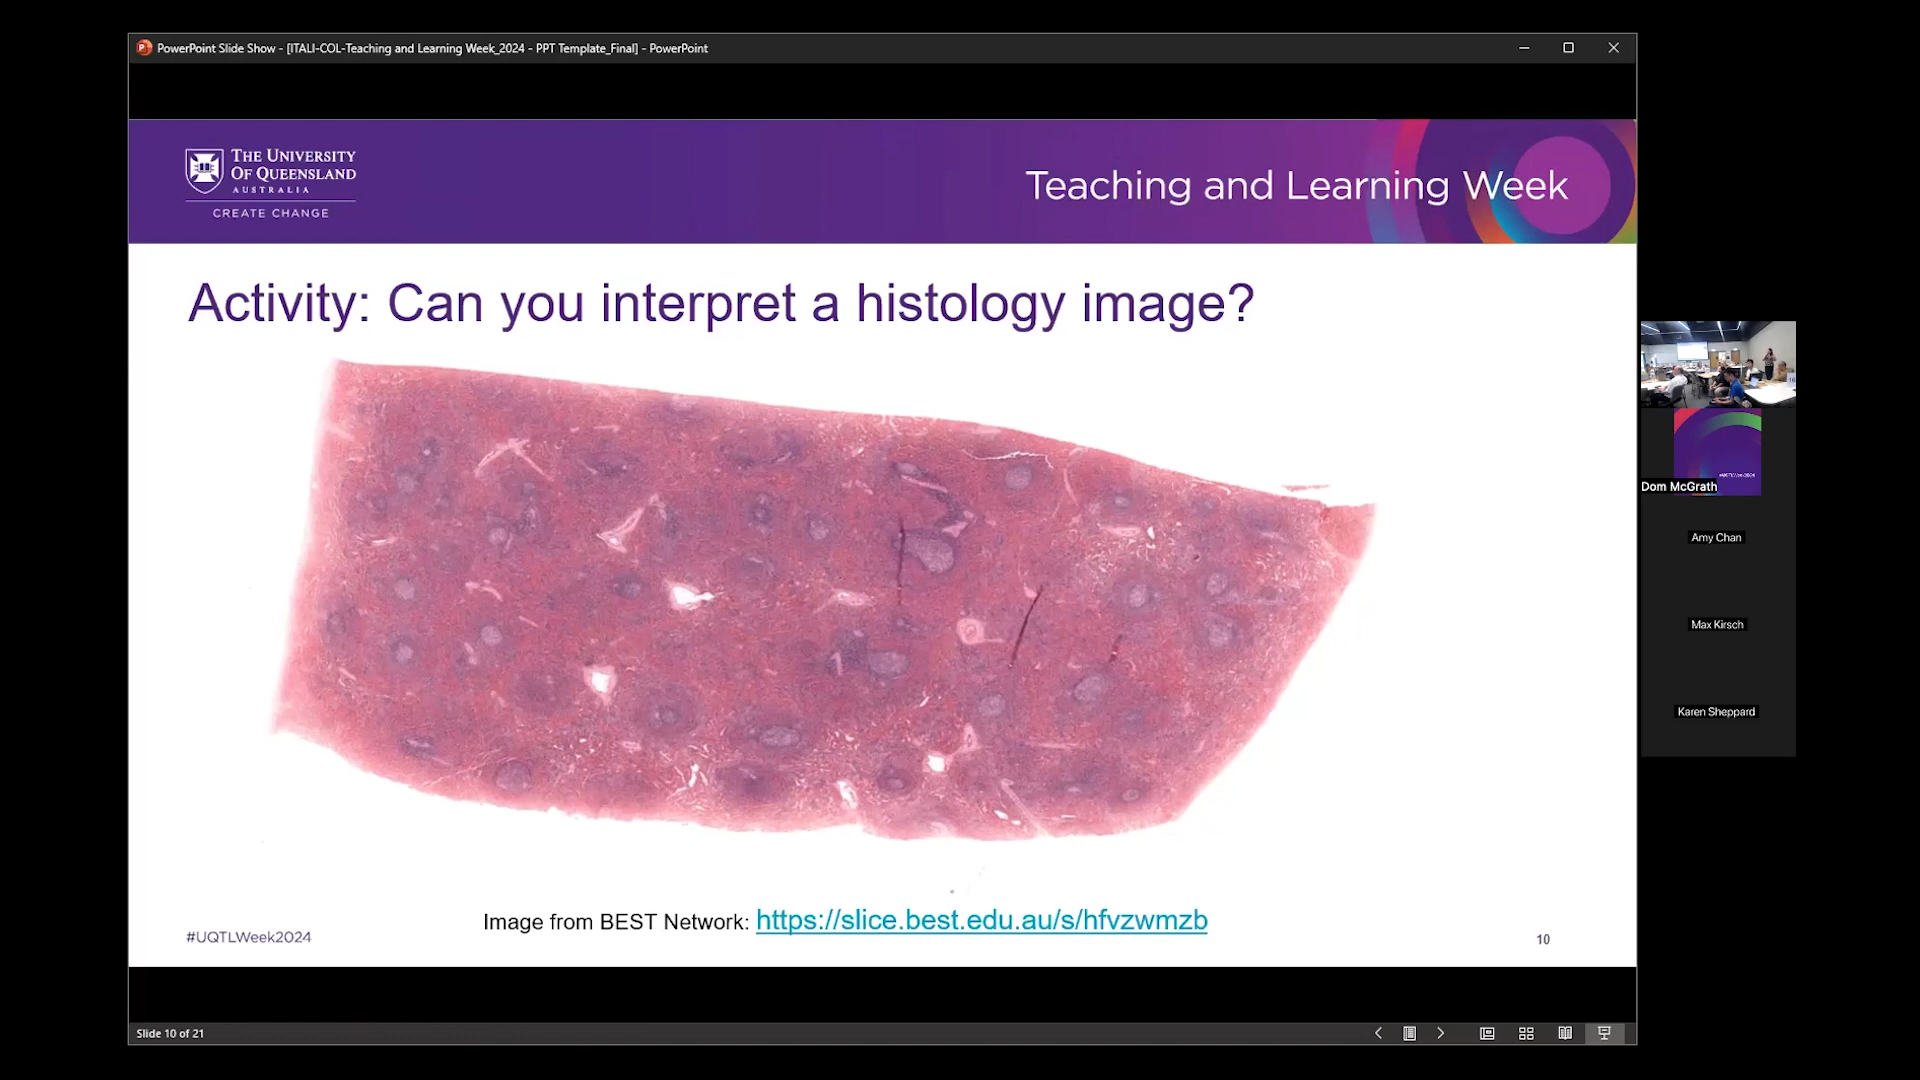 PowerPoint Slide Show - [ITALI-COL-Teaching and Learning Week_2024 - PPT Template_Final] - PowerPoint
THE UNIVERSITY
OF QUEENSLAND
AUSTRALIA
CREATE CHANGE
Teaching and Learning Week
Activity: Can you interpret a histology image?
Image from BEST Network: https://slice.best.edu.au/s/hfvzwmzb
#UQTLWeek2024
10
Slide 10 of 21
Dom McGrath
Amy Chan
Max Kirsch
Karen Sheppard